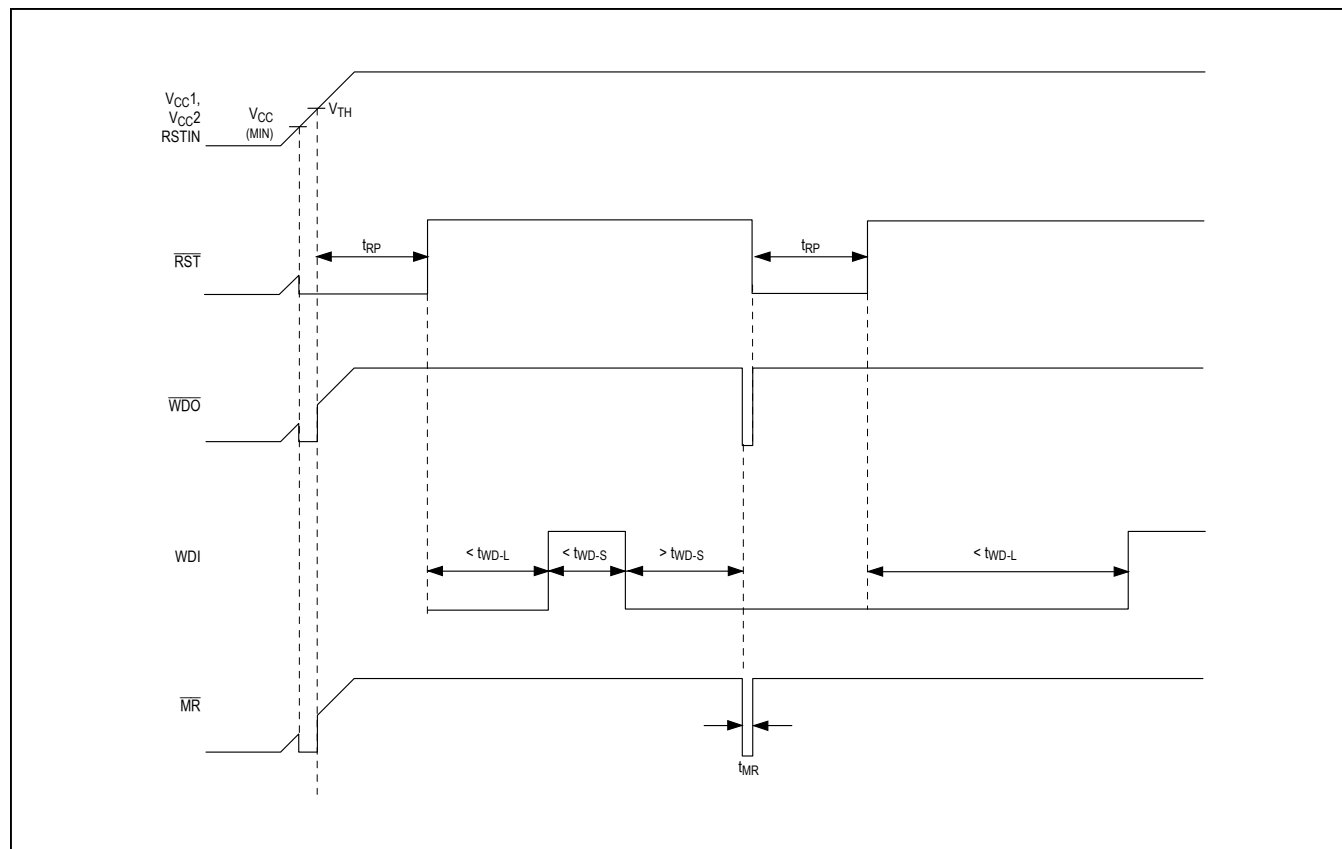 VCC1,
VCC2
RSTIN
VCC
(MIN)
VTH
RST
tRP
tRP
WDO
WDI
< tWD-L
< tWD-S
> tWD-S
< tWD-L
MR
tMR